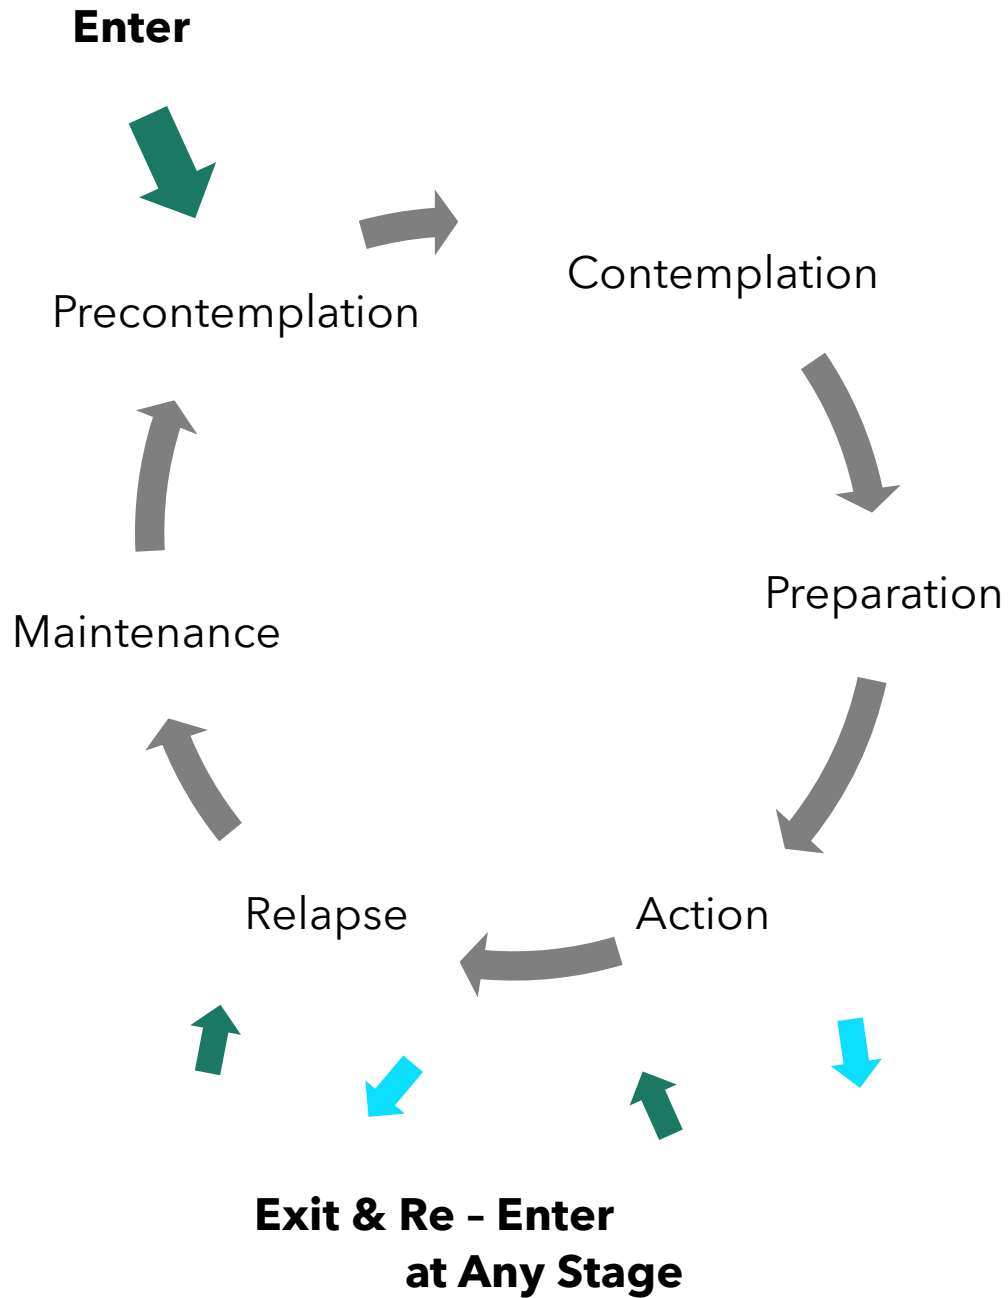 Enter
Contemplation
Precontemplation
Preparation
Maintenance
Relapse
Action
Exit & Re – Enter
at Any Stage